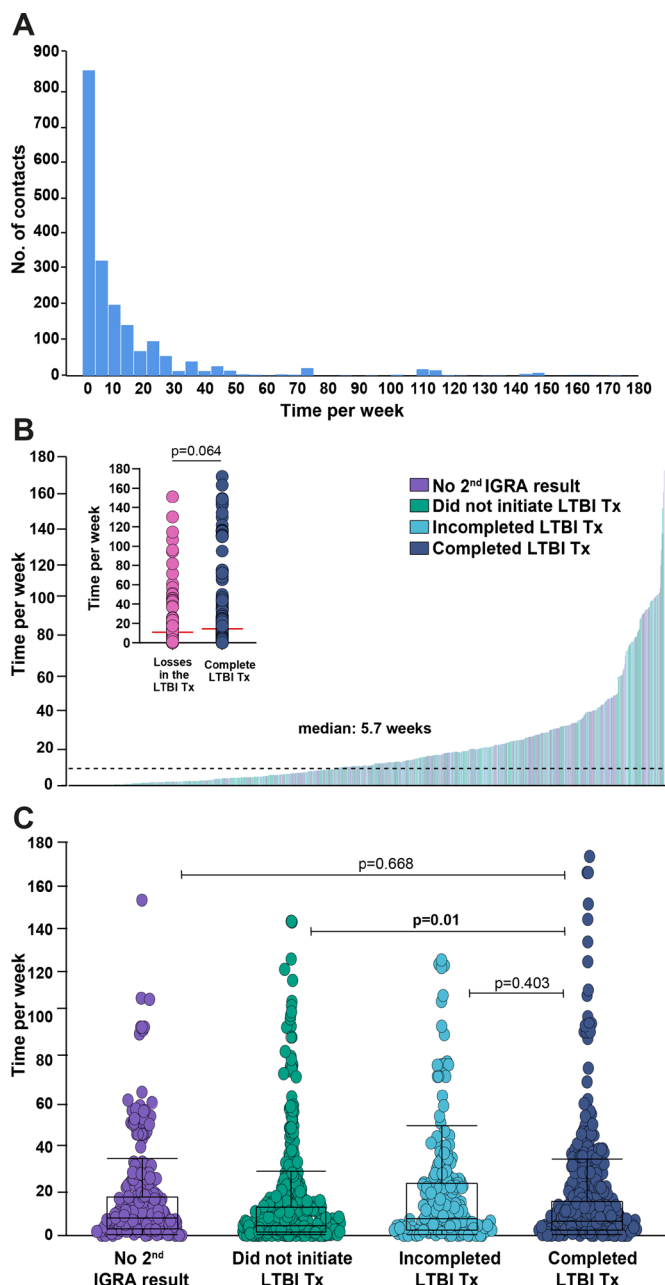 A
900
800
700
600
500
400
300
200
100
0
No. of contacts
0 10 20 30 40 50 60 70 80 90 100 110 120 130 140 150 160 170 180
Time per week
B
180
160
140
120
100
80
60
40
20
0
Time per week
p=0.064
180
160
140
120
100
80
60
40
20
0
Time per week
Losses
in the
LTBI Tx
Complete
LTBI Tx
No 2nd IGRA result
Did not initiate LTBI Tx
Incompleted LTBI Tx
Completed LTBI Tx
median: 5.7 weeks
C
180
160
140
120
100
80
60
40
20
0
Time per week
p=0.668
p=0.01
p=0.403
No 2nd
IGRA result
Did not initiate
LTBI Tx
Incompleted
LTBI Tx
Completed
LTBI Tx